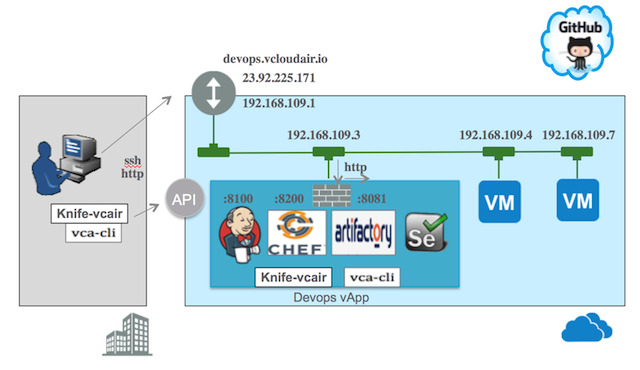 GitHub
devops.vcloudair.io
23.92.225.171
192.168.109.1
192.168.109.3
192.168.109.4
192.168.109.7
ssh
http
http
API
Knife-vcair
vca-cli
:8100
:8200
:8081
CHEF
artifactory
Se
VM
VM
Knife-vcair
vca-cli
Devops vApp